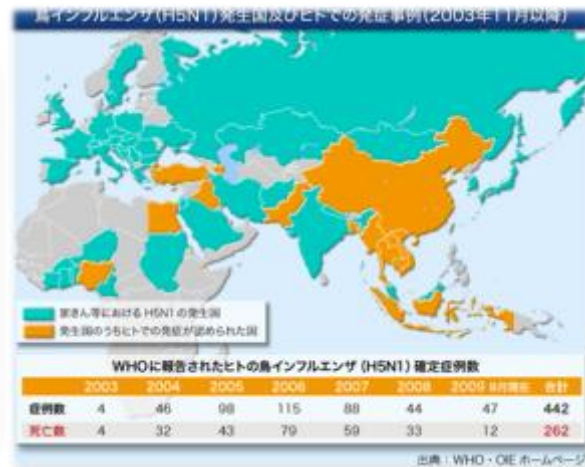 鳥インフルエンザ(H5N1)発生国及びヒトでの発症事例(2003年11月以降)
家きん等における H5N1 の発生国
発生国のうちヒトでの発症が認められた国
WHOに報告されたヒトの鳥インフルエンザ (H5N1) 確定症例数
2003 2004 2005 2006 2007 2008 2009 8月現在 合計
症例数 4 46 98 115 88 44 47 442
死亡数 4 32 43 79 59 33 12 262
出典：WHO・OIE ホームページ